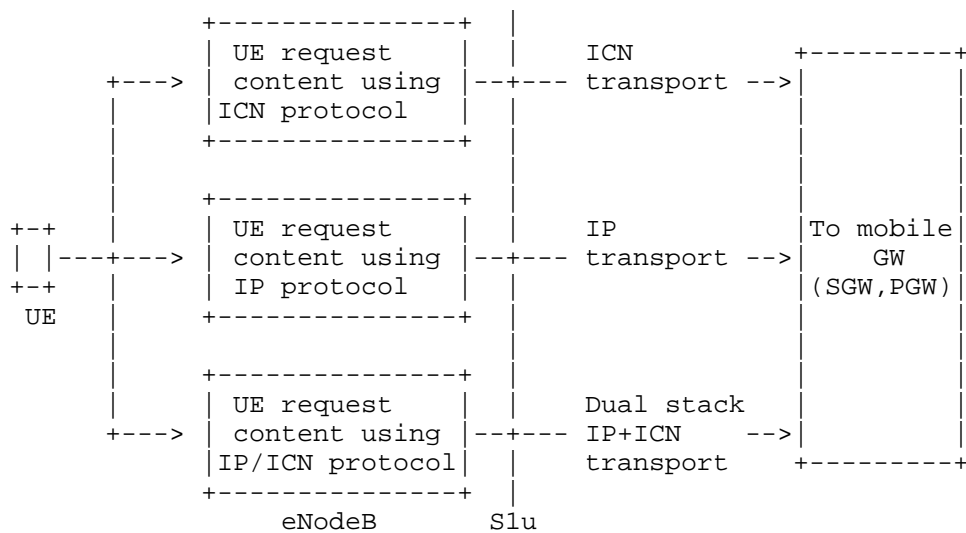 UE request ICN
content using transport
ICN protocol
UE request IP To mobile
content using transport GW
IP protocol (SGW,PGW)
UE
UE request Dual stack
content using IP+ICN
IP/ICN protocol transport
eNodeB S1u